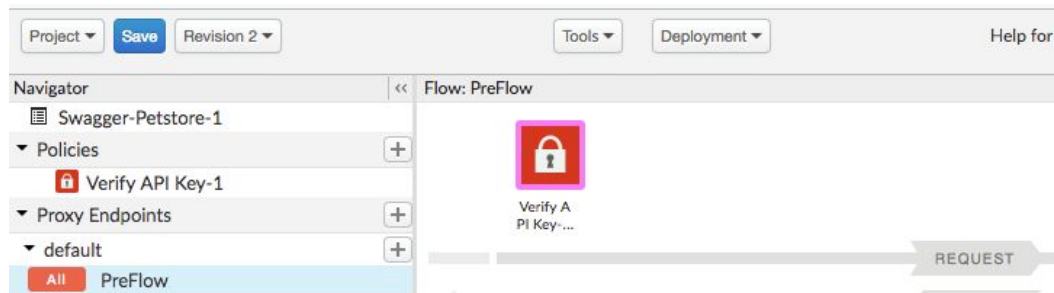 Project Save Revision 2 Tools Deployment Help for
Navigator << Flow: PreFlow
Swagger-Petstore-1
Policies +
Verify API Key-1
Proxy Endpoints +
default +
All PreFlow
Verify A
PI Key-...
REQUEST